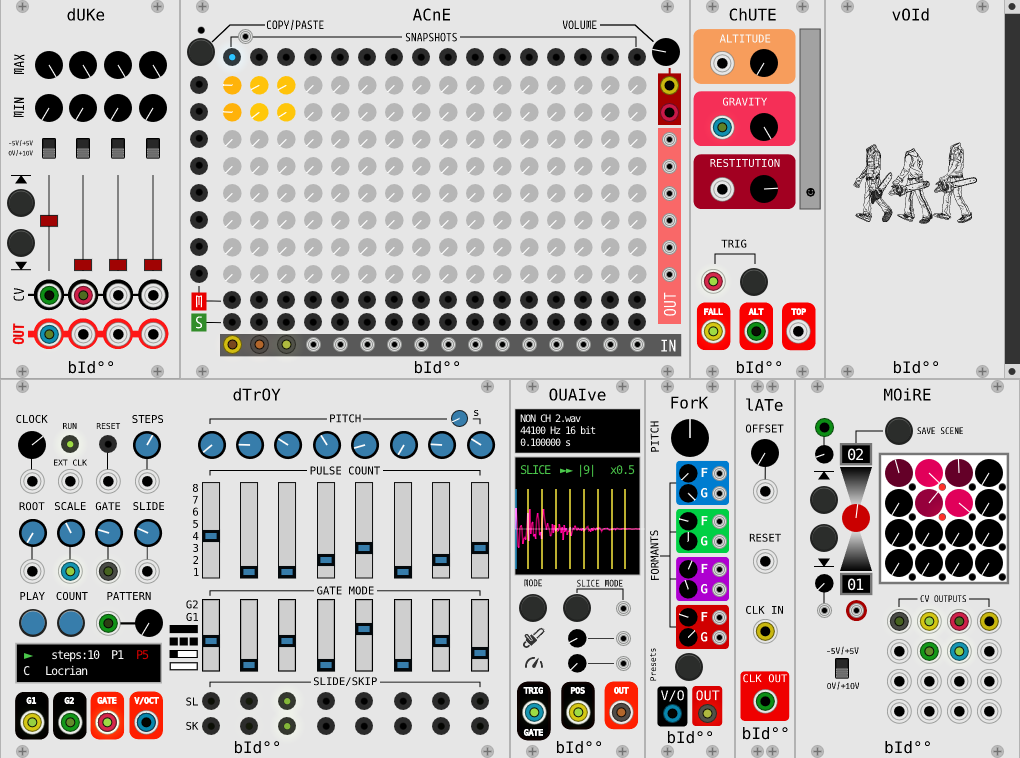 dUKe
MAX
MIN
-5V/+5V
0V/+10V
CV
OUT
bId°°
ACnE
COPY/PASTE
SNAPSHOTS
VOLUME
M
S
OUT
IN
bId°°
ChUTE
ALTITUDE
GRAVITY
RESTITUTION
TRIG
FALL
ALT
TOP
bId°°
vOId
bId°°
dTrOY
CLOCK
RUN
RESET
STEPS
EXT CLK
ROOT
SCALE
GATE
SLIDE
PLAY
COUNT
PATTERN
► steps:10 P1 P5
C Locrian
G1
G2
GATE
V/OCT
PITCH
s
PULSE COUNT
8
7
6
5
4
3
2
1
GATE MODE
G2
G1
SLIDE/SKIP
SL
SK
bId°°
OUAIve
NON CH 2.wav
44100 Hz 16 bit
0.100000 s
SLICE ►► |9| x0.5
MODE
SLICE MODE
TRIG
GATE
POS
OUT
bId°°
ForK
PITCH
FORMANTS
F
G
F
G
F
G
F
G
Presets
V/O
OUT
bId°°
lATe
OFFSET
RESET
CLK IN
CLK OUT
bId°°
MOiRE
SAVE SCENE
02
01
CV OUTPUTS
-5V/+5V
0V/+10V
bId°°